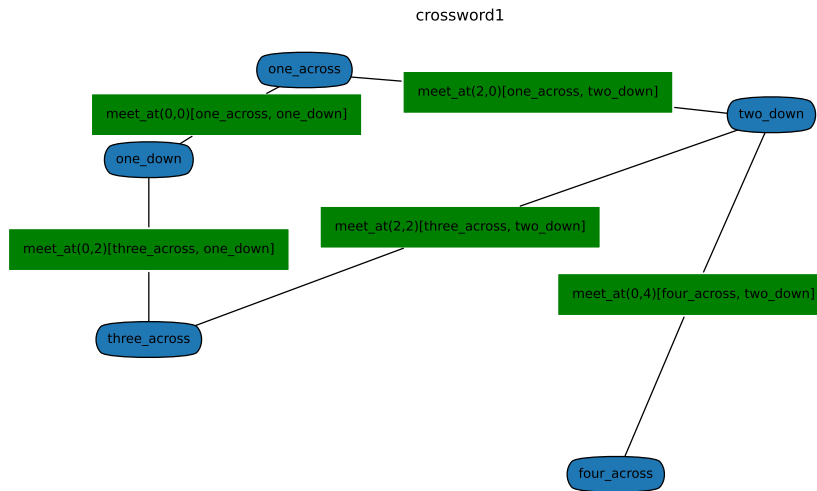 crossword1
one_across
meet_at(2,0)[one_across, two_down]
meet_at(0,0)[one_across, one_down]
two_down
one_down
meet_at(2,2)[three_across, two_down]
meet_at(0,2)[three_across, one_down]
meet_at(0,4)[four_across, two_down]
three_across
four_across